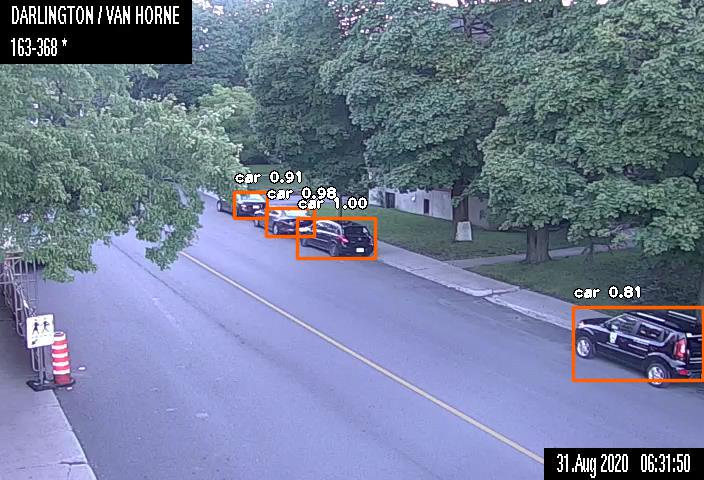 DARLINGTON / VAN HORNE
163-368 *
car 0.91
car 0.98
car 1.00
car 0.81
31.Aug 2020 06:31:50